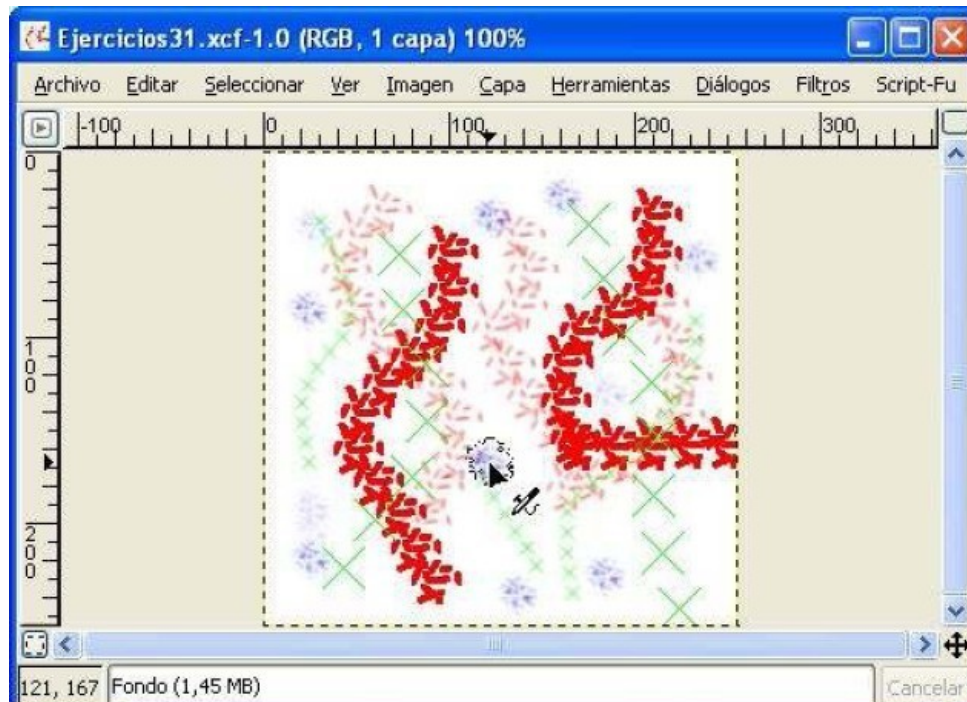 Ejercicios31.xcf-1.0 (RGB, 1 capa) 100%
Archivo Editar Seleccionar Ver Imagen Capa Herramientas Diálogos Filtros Script-Fu
-100 0 100 200 300
0
100
200
121, 167 Fondo (1,45 MB) Cancelar